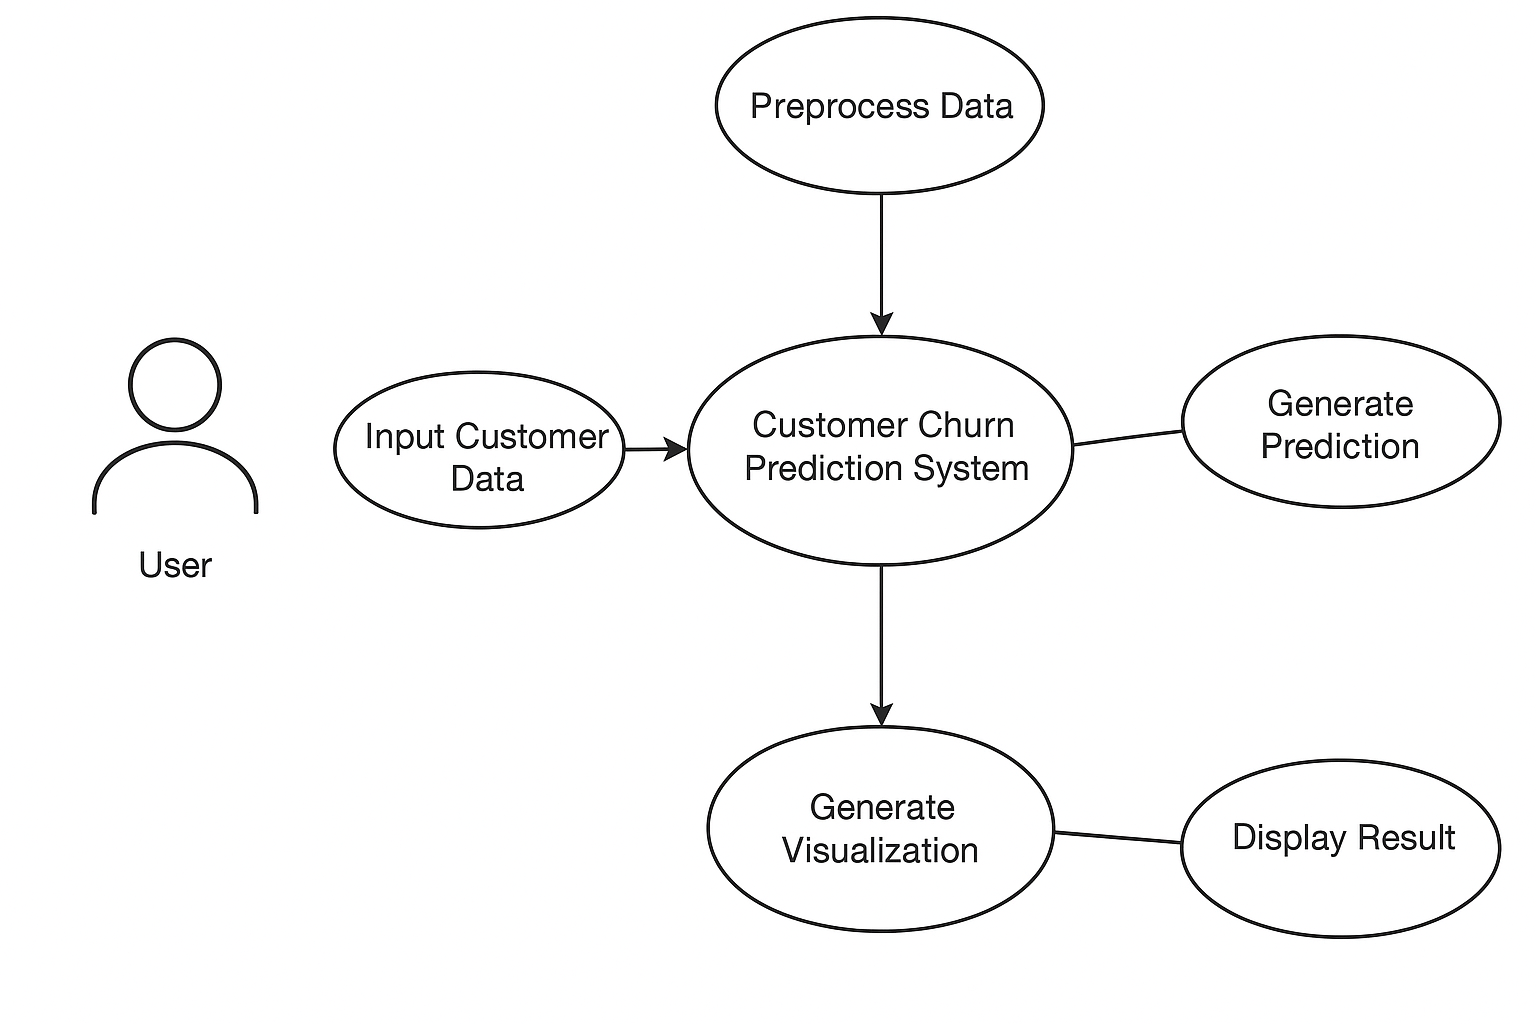 Preprocess Data
User
Input Customer
Data
Customer Churn
Prediction System
Generate
Prediction
Generate
Visualization
Display Result